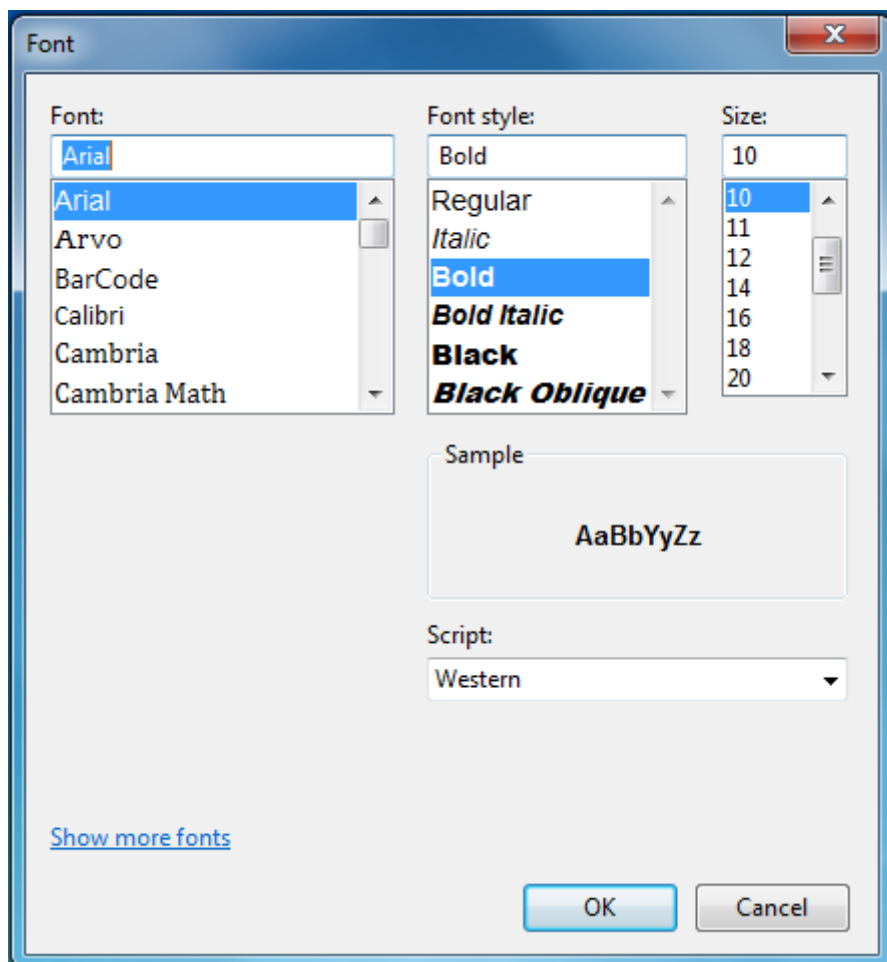 Font
Font: Font style: Size:
Arial Bold 10
Arial Regular 10
Arvo Italic 11
BarCode Bold 12
Calibri Bold Italic 14
Cambria Black 16
Cambria Math Black Oblique 18
20
Sample
AaBbYyZz
Script:
Western
Show more fonts
OK Cancel